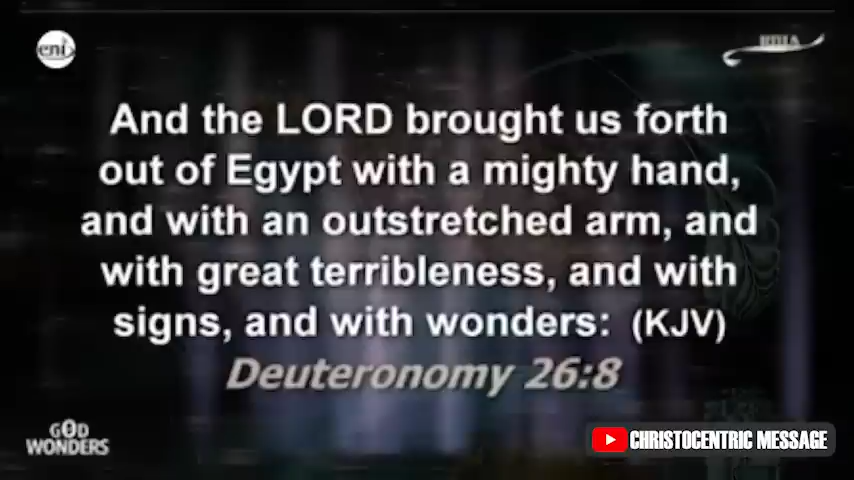 eni
And the LORD brought us forth
out of Egypt with a mighty hand,
and with an outstretched arm, and
with great terribleness, and with
signs, and with wonders: (KJV)
Deuteronomy 26:8
GOD
WONDERS
CHRISTOCENTRIC MESSAGE